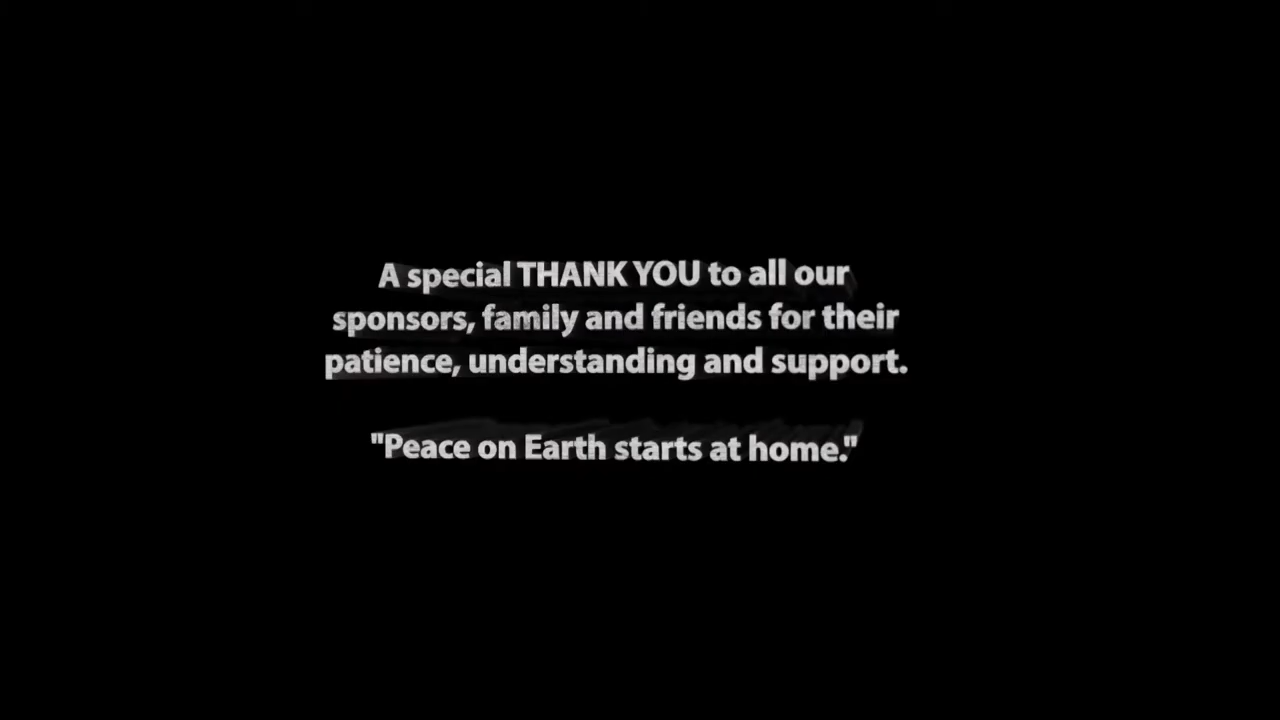 A special THANK YOU to all our
sponsors, family and friends for their
patience, understanding and support.
"Peace on Earth starts at home."